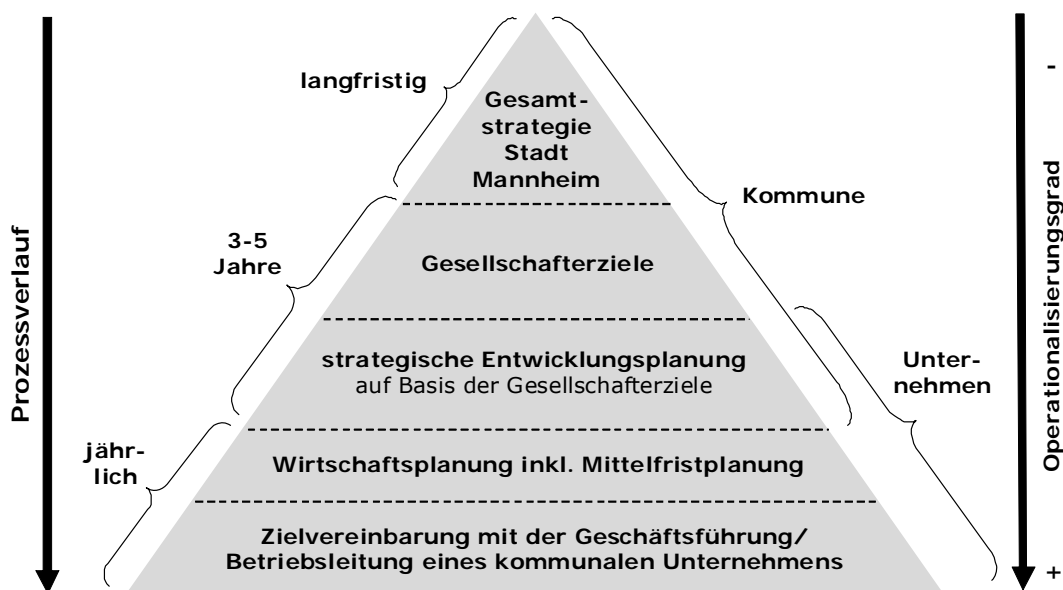 Prozessverlauf
langfristig
3-5
Jahre
jähr-
lich
Gesamt-
strategie
Stadt
Mannheim
Gesellschafterziele
strategische Entwicklungsplanung
auf Basis der Gesellschafterziele
Wirtschaftsplanung inkl. Mittelfristplanung
Zielvereinbarung mit der Geschäftsführung/
Betriebsleitung eines kommunalen Unternehmens
Kommune
Unter-
nehmen
-
Operationalisierungsgrad
+